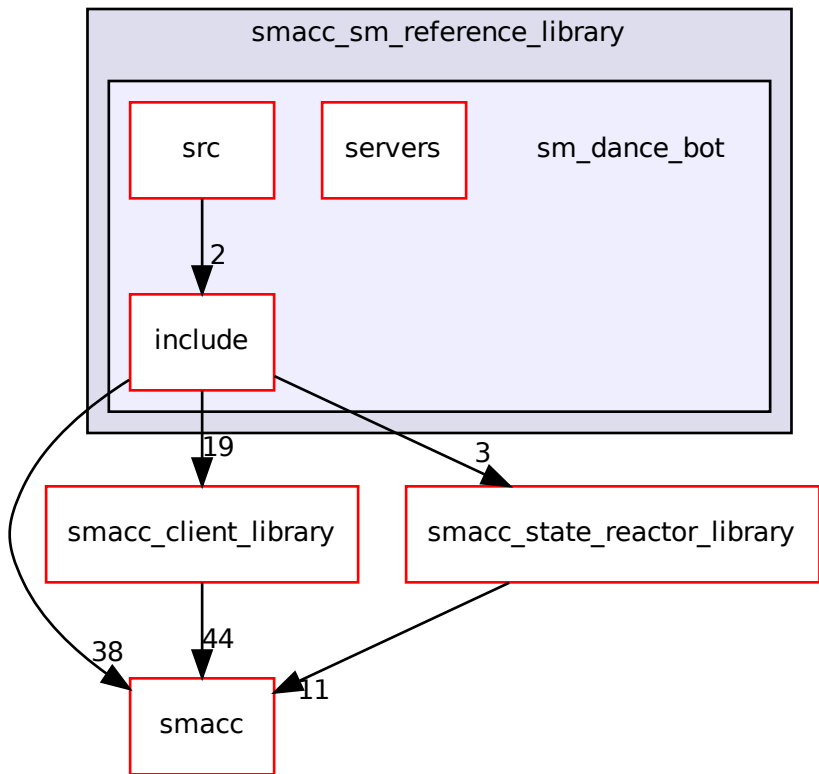 smacc_sm_reference_library
src
servers
sm_dance_bot
2
include
19
3
smacc_client_library
smacc_state_reactor_library
38
44
11
smacc